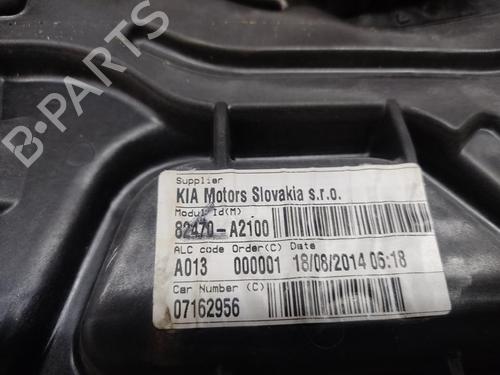 B-PARTS
Supplier
KIA Motors Slovakia s.r.o.
Modul Id(M)
82470-A2100
ALC code Order(C) Date
A013 000001 18/08/2014 06:18
Car Number (C)
07162956